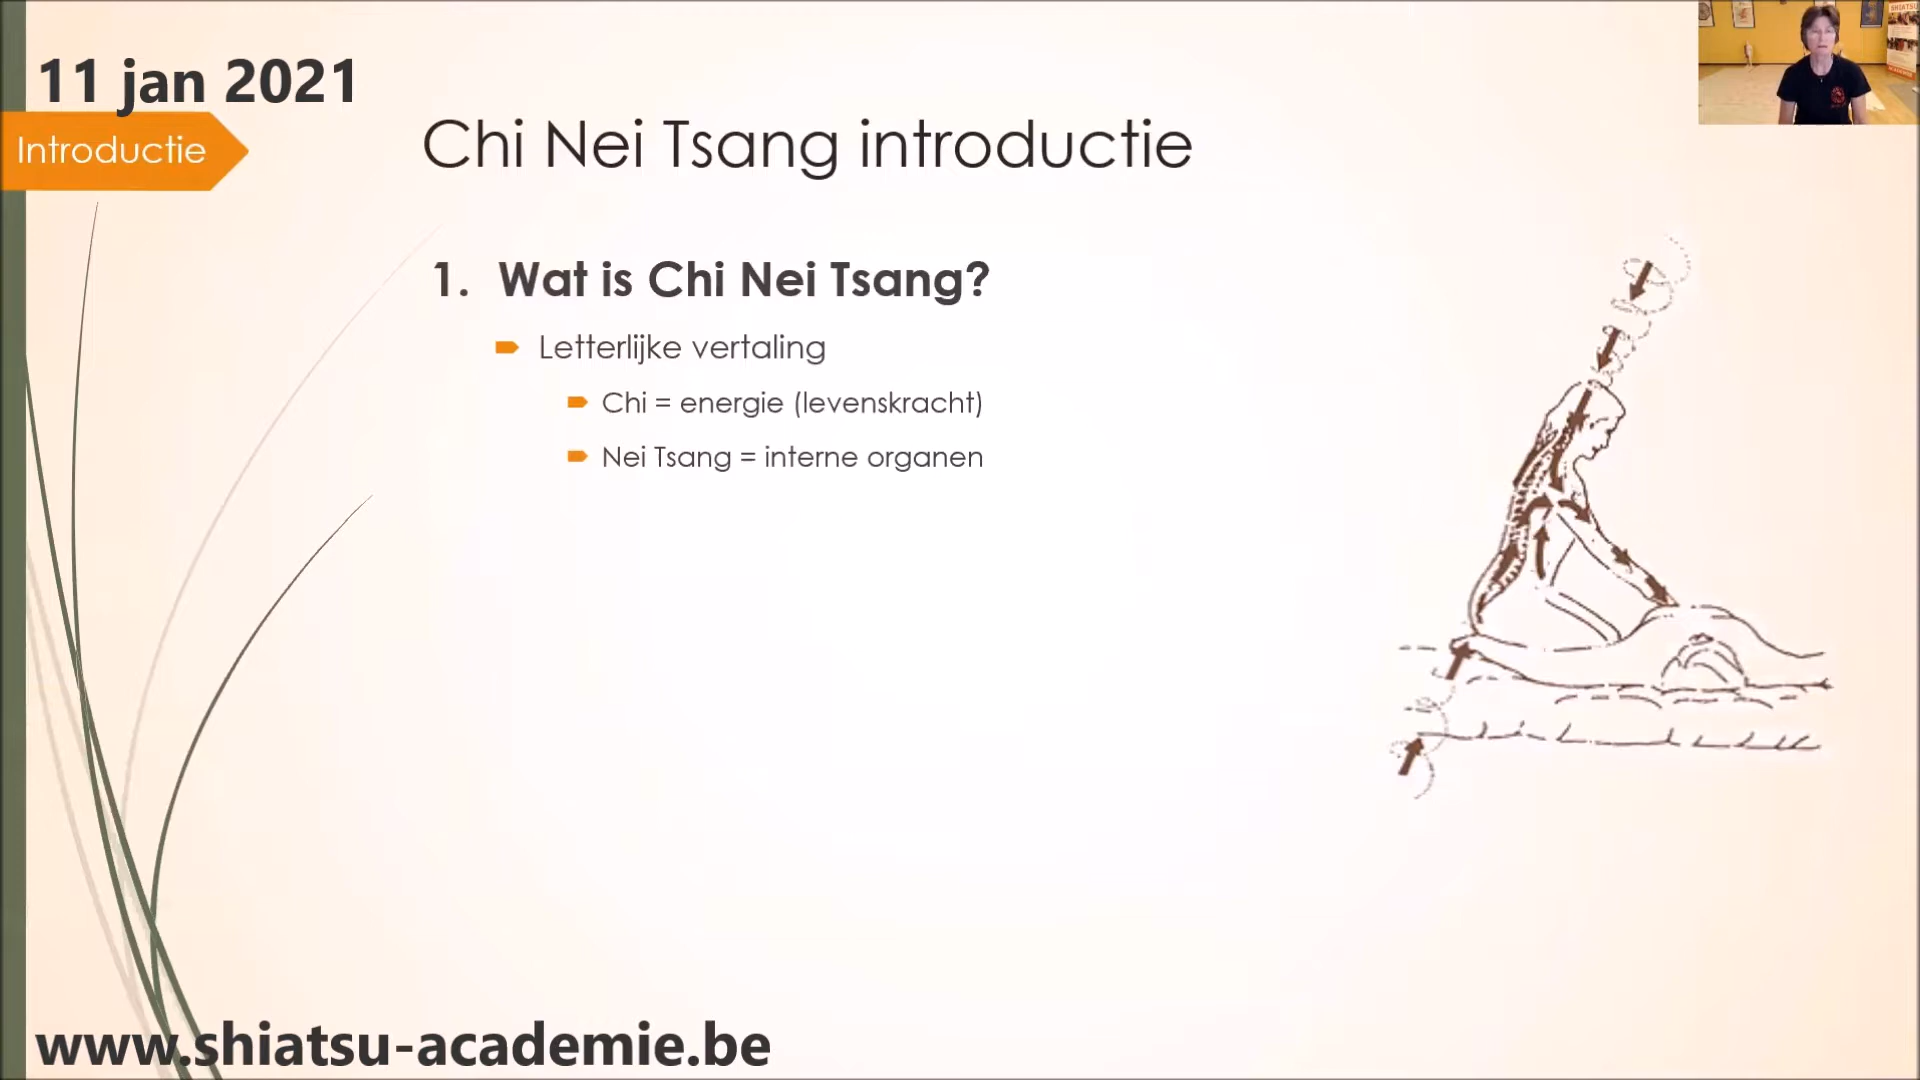 11 jan 2021
Introductie
Chi Nei Tsang introductie
1. Wat is Chi Nei Tsang?
Letterlijke vertaling
Chi = energie (levenskracht)
Nei Tsang = interne organen
SHIATSU
www.shiatsu-academie.be